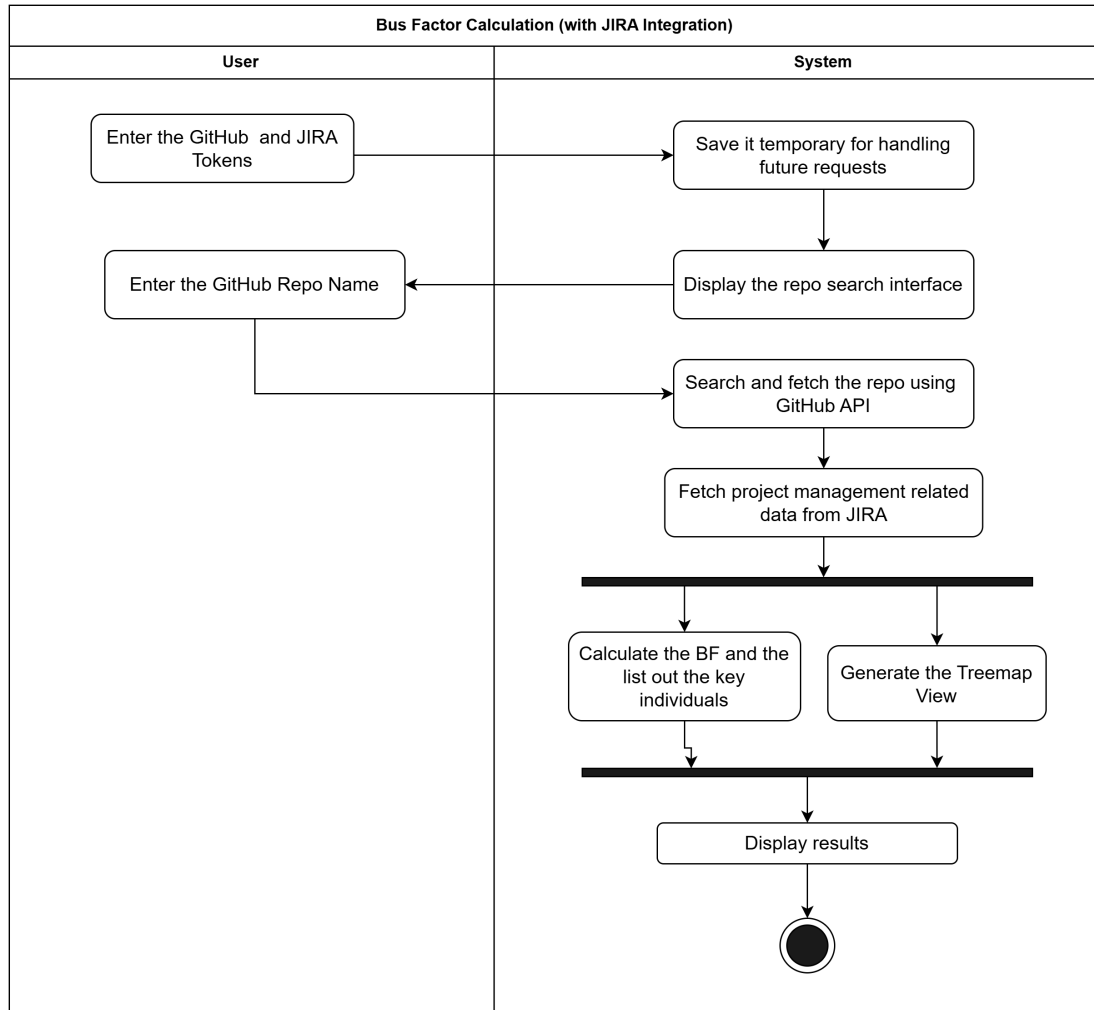 Bus Factor Calculation (with JIRA Integration)
User
System
Enter the GitHub and JIRA
Tokens
Save it temporary for handling
future requests
Enter the GitHub Repo Name
Display the repo search interface
Search and fetch the repo using
GitHub API
Fetch project management related
data from JIRA
Calculate the BF and the
list out the key
individuals
Generate the Treemap
View
Display results